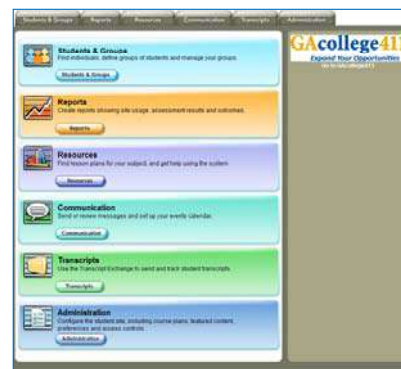 Students & Groups Reports Resources Communication Transcripts Administration
GAcollege411
Expand Your Opportunities
Go to GAcollege411
Students & Groups
Find individuals, define groups of students and manage your groups.
Students & Groups
Reports
Create reports showing site usage, assessment results and outcomes.
Reports
Resources
Find lesson plans for your subject, and get help using the system.
Resources
Communication
Send or review messages and set up your events calendar.
Communication
Transcripts
Use the Transcript Exchange to send and track student transcripts.
Transcripts
Administration
Configure the student site, including course plans, featured content,
preferences and access controls.
Administration